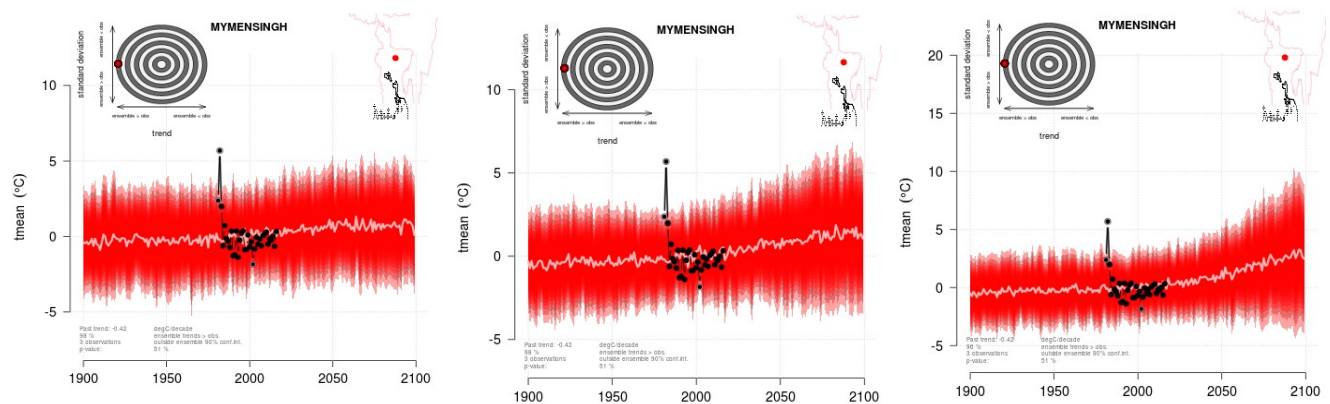 MYMENSINGH
standard deviation
ensemble < obs
ensemble > obs
ensemble > obs
ensemble < obs
trend
tmean (°C)
10
5
0
-5
Past trend: -0.42 degC/decade
98 % ensemble trends > obs.
3 observations outside ensemble 90% conf.int.
p-value: 51 %
1900 1950 2000 2050 2100
MYMENSINGH
standard deviation
ensemble < obs
ensemble > obs
ensemble > obs
ensemble < obs
trend
tmean (°C)
10
5
0
-5
Past trend: -0.42 degC/decade
98 % ensemble trends > obs.
3 observations outside ensemble 90% conf.int.
p-value: 51 %
1900 1950 2000 2050 2100
MYMENSINGH
standard deviation
ensemble < obs
ensemble > obs
ensemble > obs
ensemble < obs
trend
tmean (°C)
20
15
10
5
0
-5
Past trend: -0.42 degC/decade
ensemble trends > obs.
3 observations outside ensemble 90% conf.int.
p-value: 51 %
1900 1950 2000 2050 2100